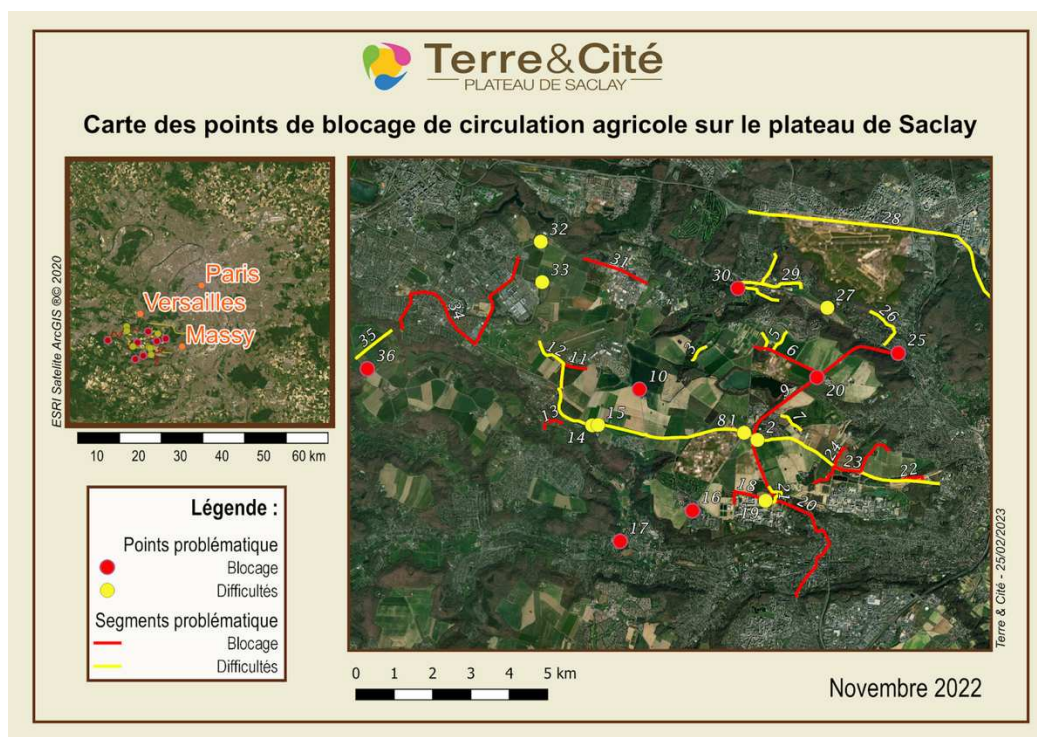 Terre&Cité
PLATEAU DE SACLAY
Carte des points de blocage de circulation agricole sur le plateau de Saclay
ESRI Satelite ArcGIS ®© 2020
Paris
Versailles
Massy
10 20 30 40 50 60 km
Légende :
Points problématique
Blocage
Difficultés
Segments problématique
Blocage
Difficultés
28
32
31
33
30
29
27
26
34
35
36
25
5
3
6
12
11
10
9
20
13
15
14
81
2
7
24
23
22
18
16
19
21
20
17
0 1 2 3 4 5 km
Terre & Cité - 25/02/2023
Novembre 2022